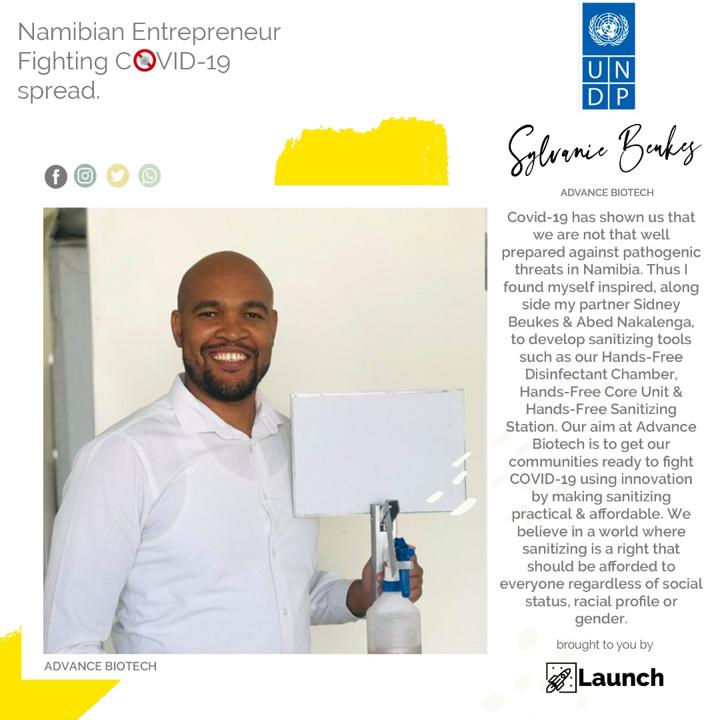 Namibian Entrepreneur
Fighting COVID-19
spread.
UN
DP
Sylvanie Beukes
ADVANCE BIOTECH
Covid-19 has shown us that
we are not that well
prepared against pathogenic
threats in Namibia. Thus I
found myself inspired, along
side my partner Sidney
Beukes & Abed Nakalenga,
to develop sanitizing tools
such as our Hands-Free
Disinfectant Chamber,
Hands-Free Core Unit &
Hands-Free Sanitizing
Station. Our aim at Advance
Biotech is to get our
communities ready to fight
COVID-19 using innovation
by making sanitizing
practical & affordable. We
believe in a world where
sanitizing is a right that
should be afforded to
everyone regardless of social
status, racial profile or
gender.
brought to you by
Launch
ADVANCE BIOTECH